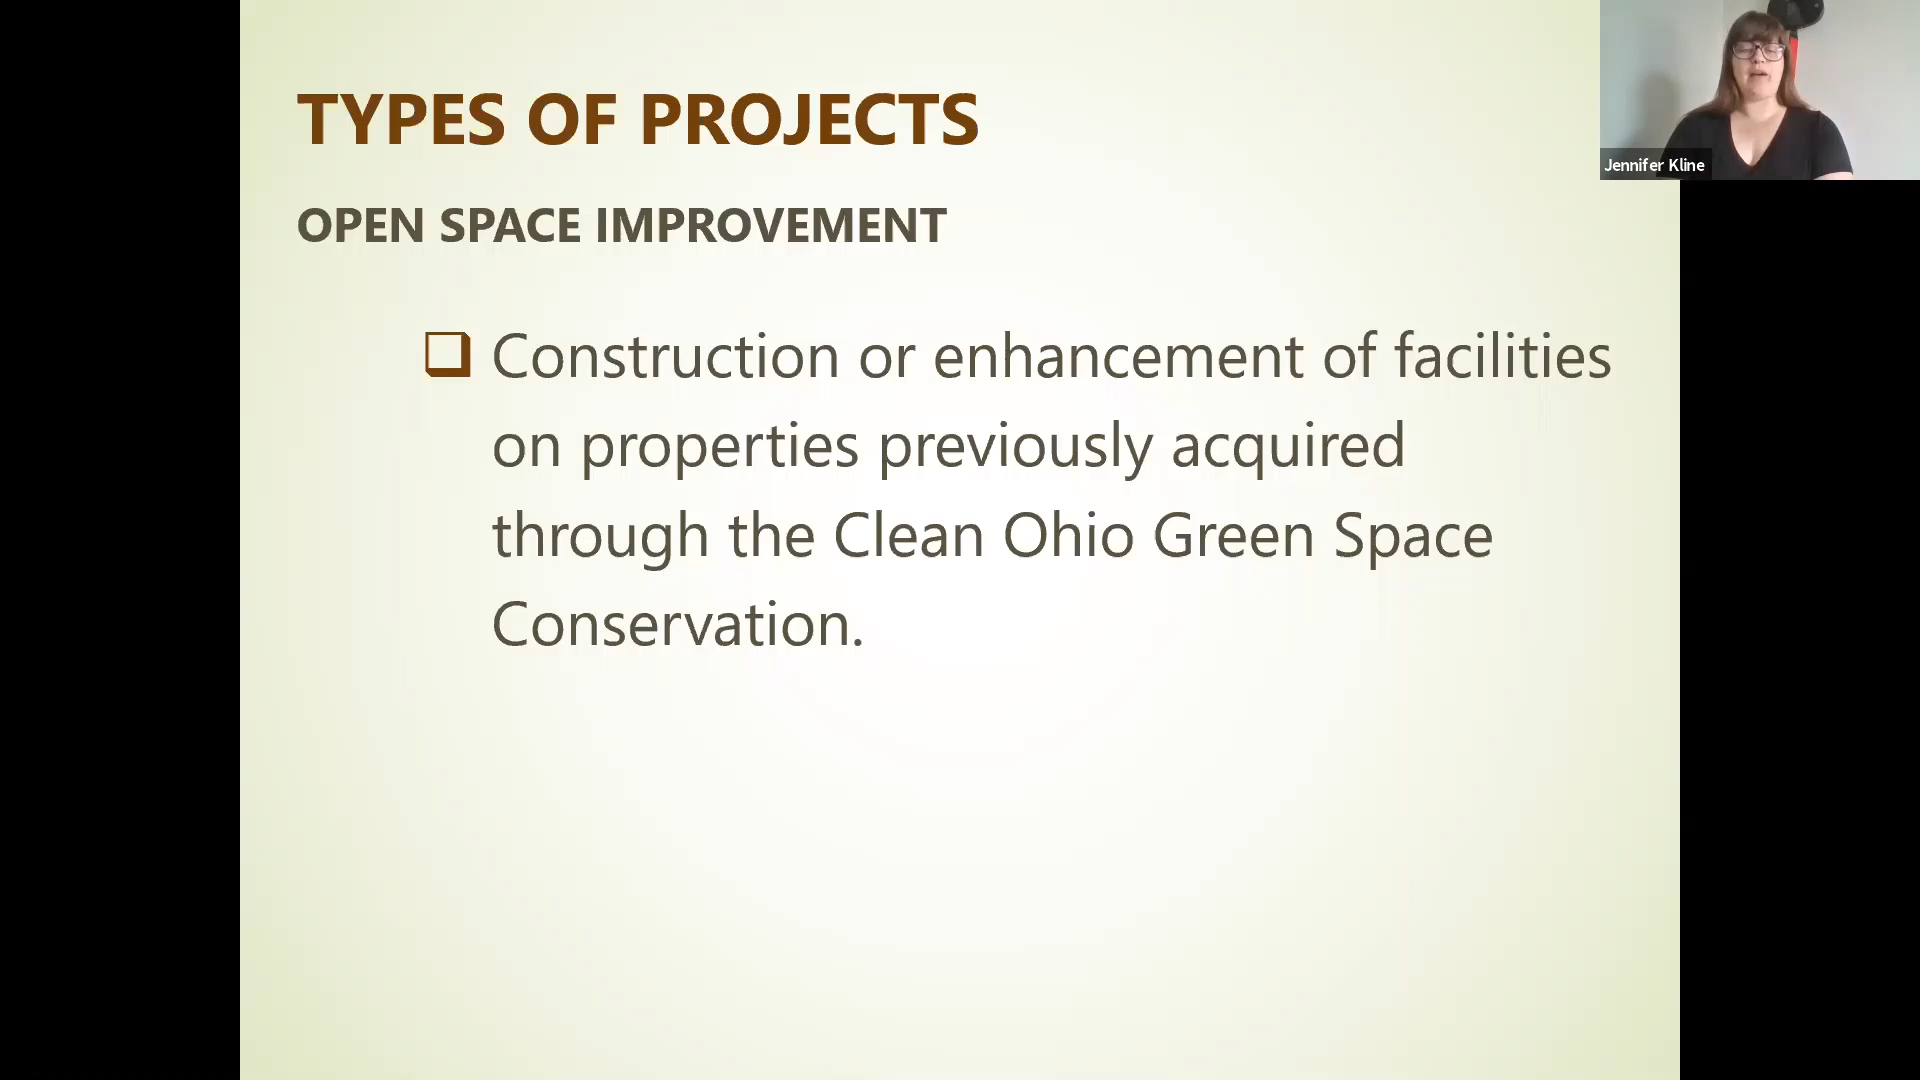 TYPES OF PROJECTS
OPEN SPACE IMPROVEMENT
Construction or enhancement of facilities
on properties previously acquired
through the Clean Ohio Green Space
Conservation.
Jennifer Kline